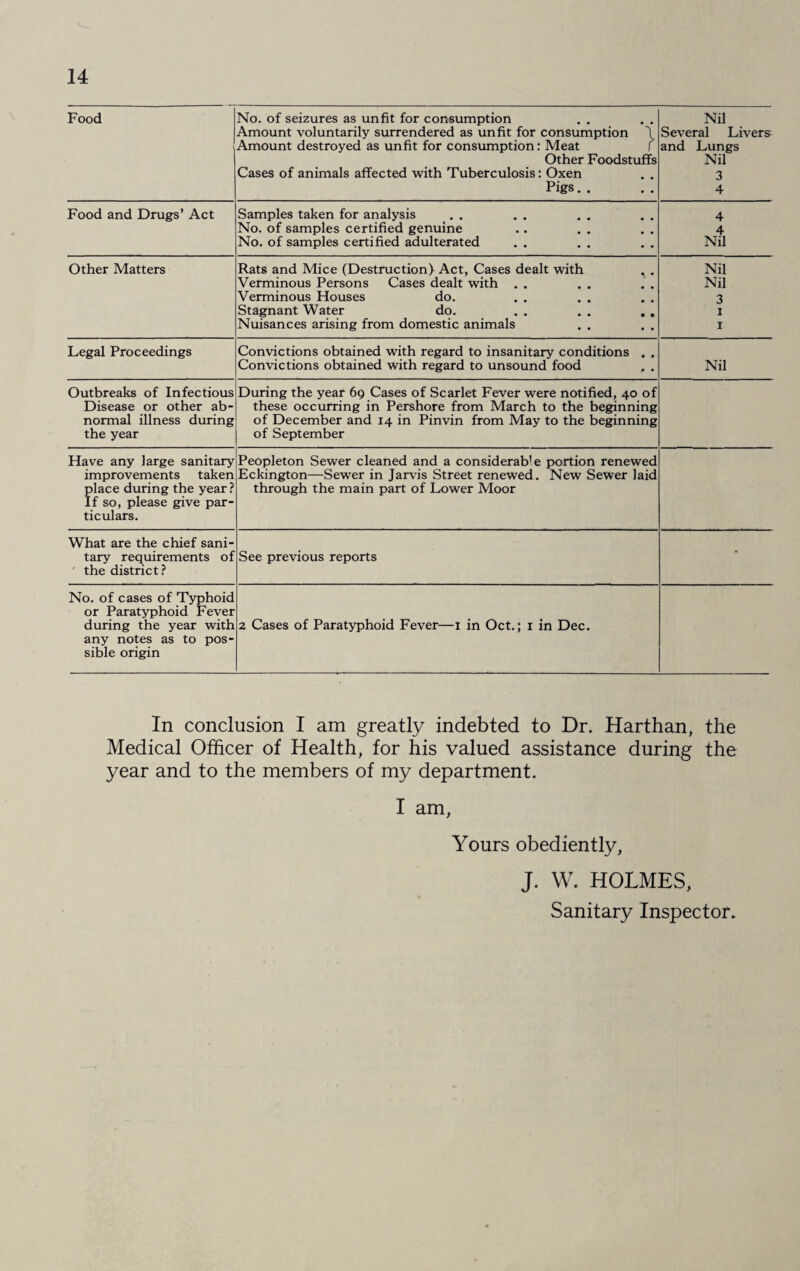 14
Food
No. of seizures as unfit for consumption . . . .
Nil
Amount voluntarily surrendered as unfit for consumption }
Several Livers
Amount destroyed as unfit for consumption: Meat }
and Lungs
Other Foodstuffs
Nil
Cases of animals affected with Tuberculosis: Oxen . .
3
Pigs. . . .
4
Food and Drugs' Act
Samples taken for analysis . . . . . . . .
4
No. of samples certified genuine . . . . . .
4
No. of samples certified adulterated . . . . . .
Nil
Other Matters
Rats and Mice (Destruction) Act, Cases dealt with . .
Nil
Verminous Persons Cases dealt with . . . . . .
Nil
Verminous Houses do. . . . . . .
3
Stagnant Water do. . . . . . .
1
Nuisances arising from domestic animals . . . .
1
Legal Proceedings
Convictions obtained with regard to insanitary conditions . .
Convictions obtained with regard to unsound food . .
Nil
Outbreaks of Infectious
Disease or other ab-
normal illness during
the year
During the year 69 Cases of Scarlet Fever were notified, 40 of
these occurring in Pershore from March to the beginning
of December and 14 in Pinvin from May to the beginning
of September
Have any large sanitary
improvements taken
place during the year?
If so, please give par-
ticulars.
Peopleton Sewer cleaned and a considerable portion renewed
Eckington—Sewer in Jarvis Street renewed. New Sewer laid
through the main part of Lower Moor
What are the chief sani-
tary requirements of
the district?
See previous reports
No. of cases of Typhoid
or Paratyphoid Fever
during the year with
any notes as to pos-
sible origin
2 Cases of Paratyphoid Fever—1 in Oct.; 1 in Dec.
In conclusion I am greatly indebted to Dr. Harthan, the
Medical Officer of Health, for his valued assistance during the
year and to the members of my department.
I am,
Yours obediently,
J. W. HOLMES,
Sanitary Inspector.